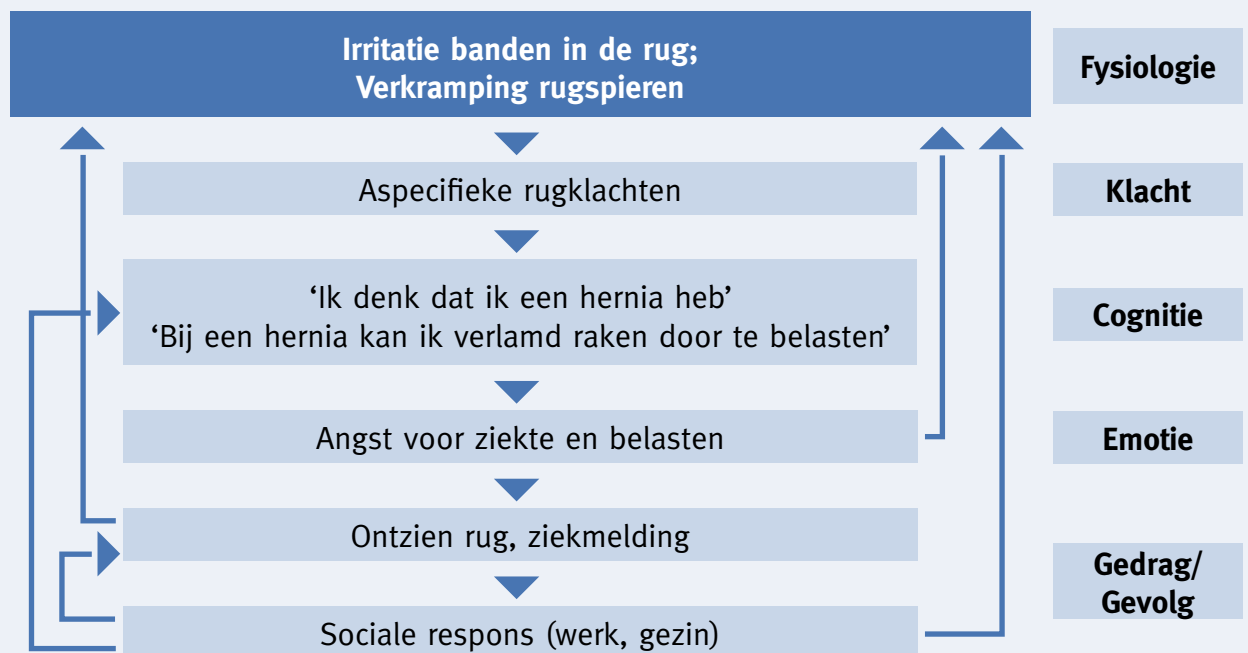 Irritatie banden in de rug;
Verkramping rugspieren
Fysiologie
Aspecifieke rugklachten
Klacht
‘Ik denk dat ik een hernia heb’
‘Bij een hernia kan ik verlamd raken door te belasten’
Cognitie
Angst voor ziekte en belasten
Emotie
Ontzien rug, ziekmelding
Sociale respons (werk, gezin)
Gedrag/
Gevolg